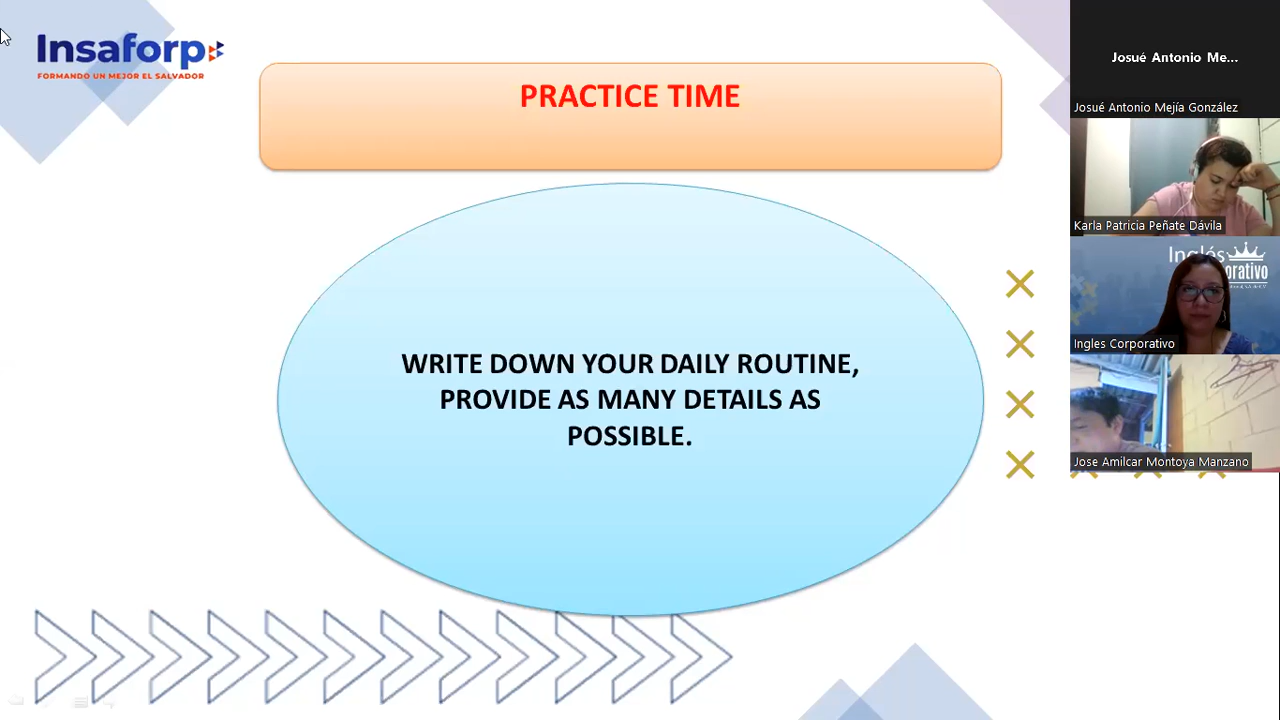 Insaforp
FORMANDO UN MEJOR EL SALVADOR
PRACTICE TIME
WRITE DOWN YOUR DAILY ROUTINE,
PROVIDE AS MANY DETAILS AS
POSSIBLE.
Josué Antonio Me...
Josué Antonio Mejía González
Karla Patricia Peñate Dávila
Inglés
orativo
Ingles Corporativo
Jose Amilcar Montoya Manzano